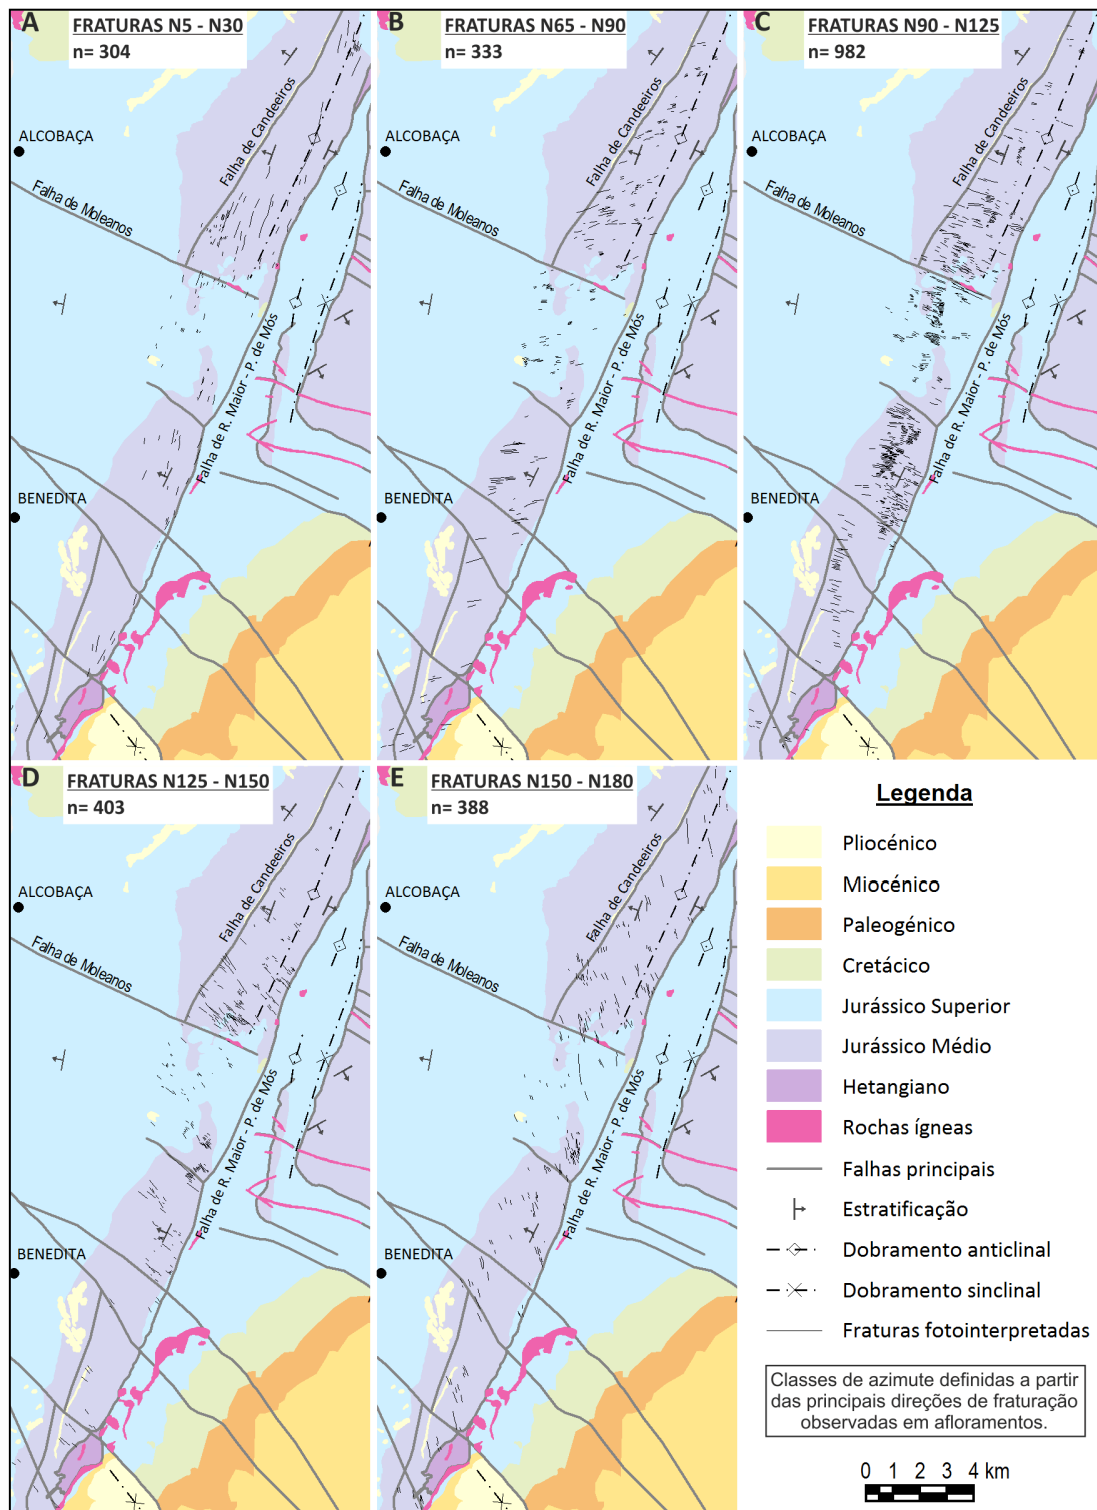 A
FRATURAS N5 - N30
n= 304
ALCOBAÇA
Falha de Candeeiros
Falha de Moleanos
Falha de R. Maior - P. de Mós
BENEDITA
B
FRATURAS N65 - N90
n= 333
ALCOBAÇA
Falha de Candeeiros
Falha de Moleanos
Falha de R. Maior - P. de Mós
BENEDITA
C
FRATURAS N90 - N125
n= 982
ALCOBAÇA
Falha de Candeeiros
Falha de Moleanos
Falha de R. Maior - P. de Mós
BENEDITA
D
FRATURAS N125 - N150
n= 403
ALCOBAÇA
Falha de Candeeiros
Falha de Moleanos
Falha de R. Maior - P. de Mós
BENEDITA
E
FRATURAS N150 - N180
n= 388
ALCOBAÇA
Falha de Candeeiros
Falha de Moleanos
Falha de R. Maior - P. de Mós
BENEDITA
Legenda
Pliocénico
Miocénico
Paleogénico
Cretácico
Jurássico Superior
Jurássico Médio
Hetangiano
Rochas ígneas
Falhas principais
Estratificação
Dobramento anticlinal
Dobramento sinclinal
Fraturas fotointerpretadas
Classes de azimute definidas a partir
das principais direções de fraturação
observadas em afloramentos.
0 1 2 3 4 km